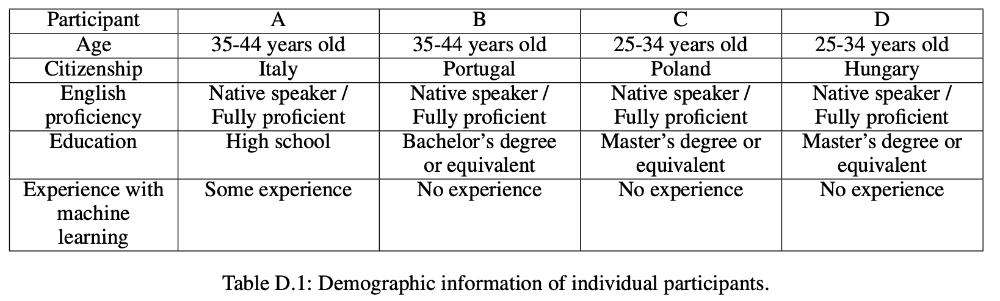 Participant A B C D
Age 35-44 years old 35-44 years old 25-34 years old 25-34 years old
Citizenship Italy Portugal Poland Hungary
English Native speaker / Native speaker / Native speaker / Native speaker /
proficiency Fully proficient Fully proficient Fully proficient Fully proficient
Education High school Bachelor's degree Master's degree or Master's degree or
or equivalent equivalent equivalent
Experience with Some experience No experience No experience No experience
machine
learning
Table D.1: Demographic information of individual participants.